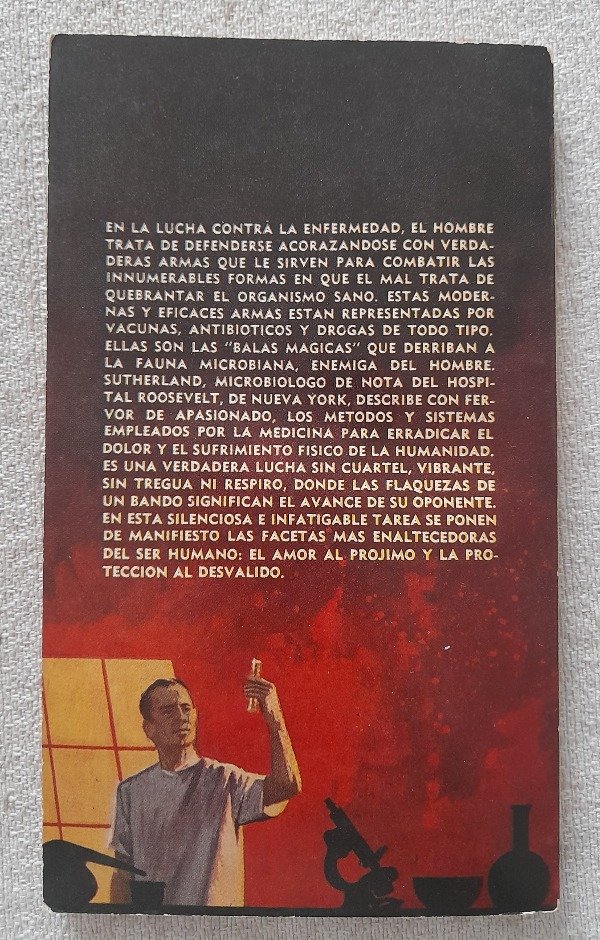 EN LA LUCHA CONTRA LA ENFERMEDAD, EL HOMBRE
TRATA DE DEFENDERSE ACORAZANDOSE CON VERDA-
DERAS ARMAS QUE LE SIRVEN PARA COMBATIR LAS
INNUMERABLES FORMAS EN QUE EL MAL TRATA DE
QUEBRANTAR EL ORGANISMO SANO. ESTAS MODER-
NAS Y EFICACES ARMAS ESTAN REPRESENTADAS POR
VACUNAS, ANTIBIOTICOS Y DROGAS DE TODO TIPO.
ELLAS SON LAS "BALAS MAGICAS" QUE DERRIBAN A
LA FAUNA MICROBIANA, ENEMIGA DEL HOMBRE.
SUTHERLAND, MICROBIOLOGO DE NOTA DEL HOSPI-
TAL ROOSEVELT, DE NUEVA YORK, DESCRIBE CON FER-
VOR DE APASIONADO, LOS METODOS Y SISTEMAS
EMPLEADOS POR LA MEDICINA PARA ERRADICAR EL
DOLOR Y EL SUFRIMIENTO FISICO DE LA HUMANIDAD.
ES UNA VERDADERA LUCHA SIN CUARTEL, VIBRANTE,
SIN TREGUA NI RESPIRO, DONDE LAS FLAQUEZAS DE
UN BANDO SIGNIFICAN EL AVANCE DE SU OPONENTE.
EN ESTA SILENCIOSA E INFATIGABLE TAREA SE PONEN
DE MANIFIESTO LAS FACETAS MAS ENALTECEDORAS
DEL SER HUMANO: EL AMOR AL PROJIMO Y LA PRO-
TECCION AL DESVALIDO.